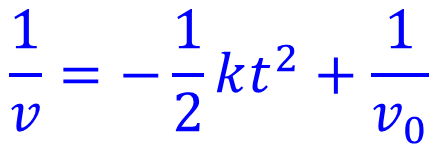 1/v = -1/2 kt² + 1/v₀